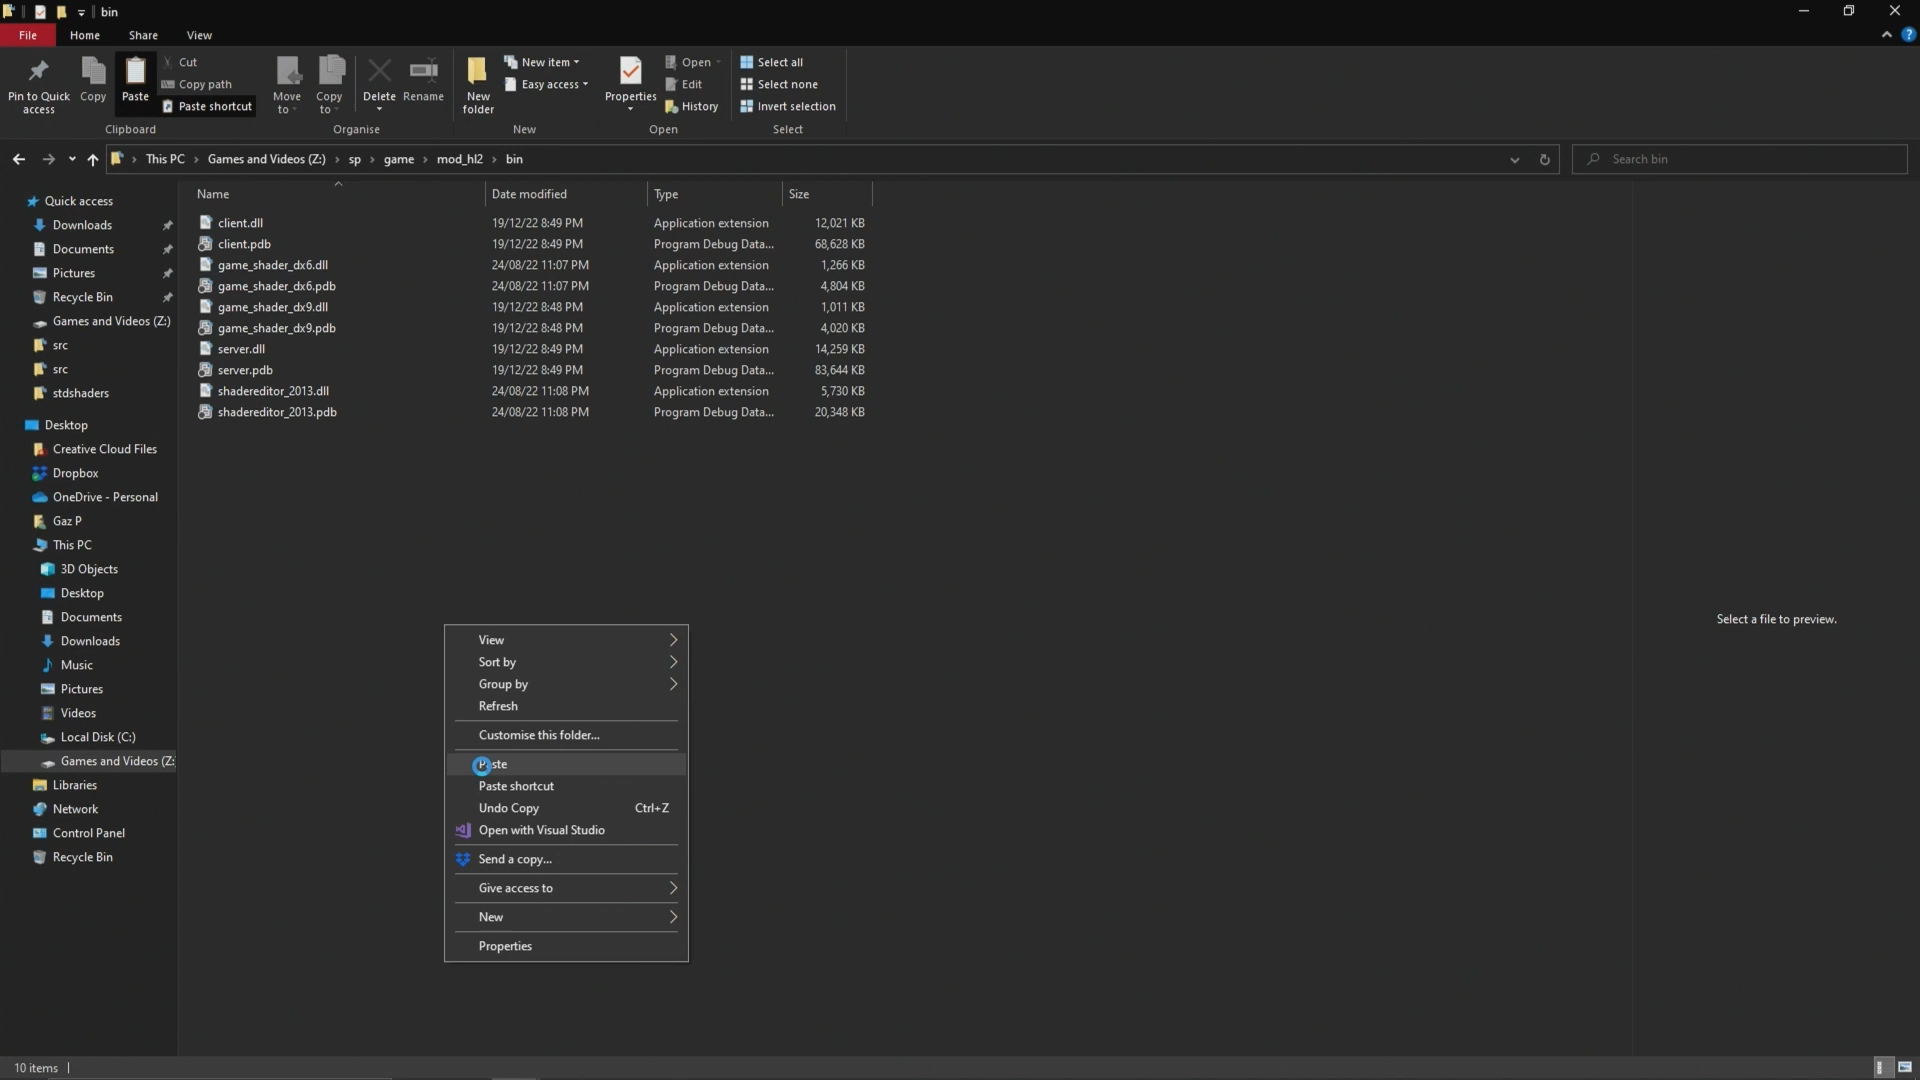 bin
File Home Share View
Pin to Quick access
Copy
Paste
Cut
Copy path
Paste shortcut
Clipboard
Move to
Copy to
Delete
Rename
Organise
New folder
New item
Easy access
New
Properties
Open
Edit
History
Open
Select all
Select none
Invert selection
Select
This PC > Games and Videos (Z:) > sp > game > mod_hl2 > bin
Search bin
Quick access
Downloads
Documents
Pictures
Recycle Bin
Games and Videos (Z:)
src
src
stdshaders
Desktop
Creative Cloud Files
Dropbox
OneDrive - Personal
Gaz P
This PC
3D Objects
Desktop
Documents
Downloads
Music
Pictures
Videos
Local Disk (C:)
Games and Videos (Z:
Libraries
Network
Control Panel
Recycle Bin
Name Date modified Type Size
client.dll 19/12/22 8:49 PM Application extension 12,021 KB
client.pdb 19/12/22 8:49 PM Program Debug Data... 68,628 KB
game_shader_dx6.dll 24/08/22 11:07 PM Application extension 1,266 KB
game_shader_dx6.pdb 24/08/22 11:07 PM Program Debug Data... 4,804 KB
game_shader_dx9.dll 19/12/22 8:48 PM Application extension 1,011 KB
game_shader_dx9.pdb 19/12/22 8:48 PM Program Debug Data... 4,020 KB
server.dll 19/12/22 8:49 PM Application extension 14,259 KB
server.pdb 19/12/22 8:49 PM Program Debug Data... 83,644 KB
shadereditor_2013.dll 24/08/22 11:08 PM Application extension 5,730 KB
shadereditor_2013.pdb 24/08/22 11:08 PM Program Debug Data... 20,348 KB
View
Sort by
Group by
Refresh
Customise this folder...
Paste
Paste shortcut
Undo Copy Ctrl+Z
Open with Visual Studio
Send a copy...
Give access to
New
Properties
Select a file to preview.
10 items